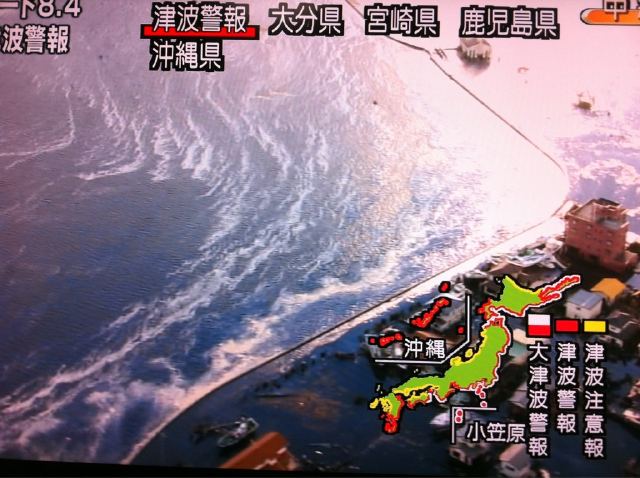 ード8.4
津波警報 大分県 宮崎県 鹿児島県
波警報
沖縄県
沖縄
小笠原
大津波警報
津波警報
津波注意報